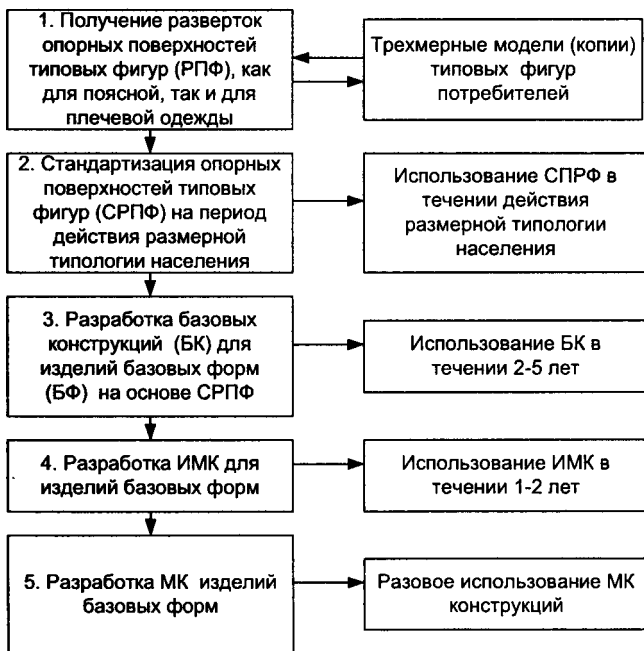 1. Получение разверток
опорных поверхностей
типовых фигур (РПФ), как
для поясной, так и для
плечевой одежды
Трехмерные модели (копии)
типовых фигур
потребителей
2. Стандартизация опорных
поверхностей типовых
фигур (СРПФ) на период
действия размерной
типологии населения
Использование СПРФ в
течении действия
размерной типологии
населения
3. Разработка базовых
конструкций (БК) для
изделий базовых форм
(БФ) на основе СРПФ
Использование БК в
течении 2-5 лет
4. Разработка ИМК для
изделий базовых форм
Использование ИМК в
течении 1-2 лет
5. Разработка МК изделий
базовых форм
Разовое использование МК
конструкций